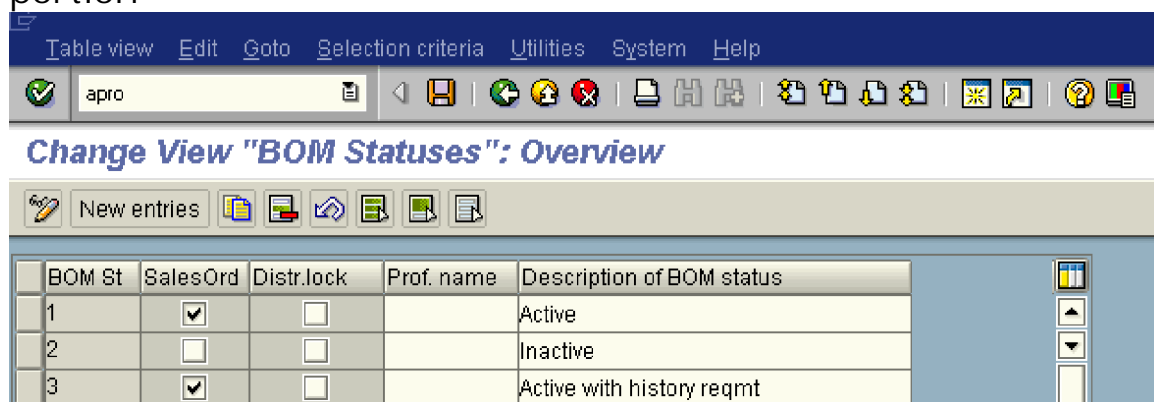 portion
Table view Edit Goto Selection criteria Utilities System Help
apro
Change View "BOM Statuses": Overview
New entries
BOM St SalesOrd Distr.lock Prof. name Description of BOM status
1 Active
2 Inactive
3 Active with history reqmt